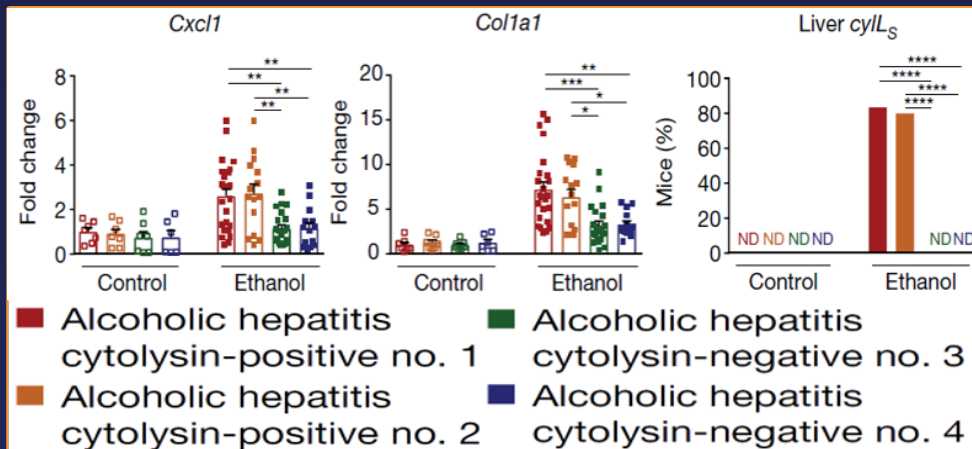 Cxcl1
Col1a1
Liver cylLS
Fold change
8
6
4
2
0
**
**
**
**
Control
Ethanol
Fold change
20
15
10
5
0
**
***
*
*
Control
Ethanol
Mice (%)
100
80
60
40
20
0
****
****
****
****
ND ND ND ND
ND ND
Control
Ethanol
Alcoholic hepatitis
cytolysin-positive no. 1
Alcoholic hepatitis
cytolysin-positive no. 2
Alcoholic hepatitis
cytolysin-negative no. 3
Alcoholic hepatitis
cytolysin-negative no. 4